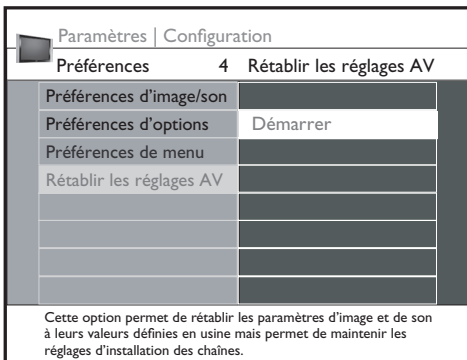 Paramètres | Configuration
Préférences 4 Rétablir les réglages AV
Préférences d'image/son
Préférences d'options Démarrer
Préférences de menu
Rétablir les réglages AV
Cette option permet de rétablir les paramètres d'image et de son
à leurs valeurs définies en usine mais permet de maintenir les
réglages d'installation des chaînes.